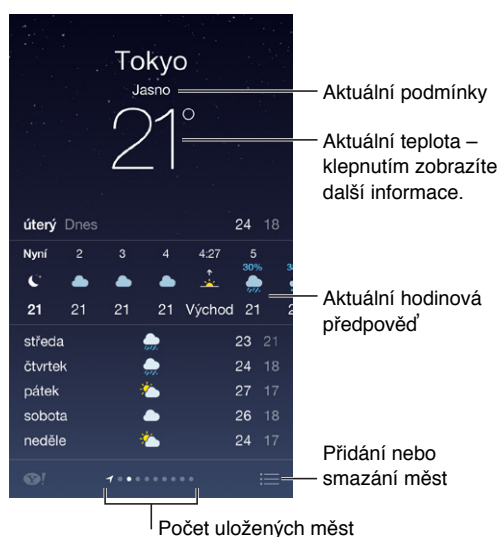 Tokyo
Jasno
21°
Aktuální podmínky
Aktuální teplota –
klepnutím zobrazíte
další informace.
úterý Dnes 24 18
Nyní 2 3 4 4:27 5
30%
21 21 21 21 Východ 21
Aktuální hodinová
předpověď
středa 23 21
čtvrtek 24 18
pátek 27 17
sobota 26 18
neděle 24 17
Y!
Přidání nebo
smazání měst
Počet uložených měst